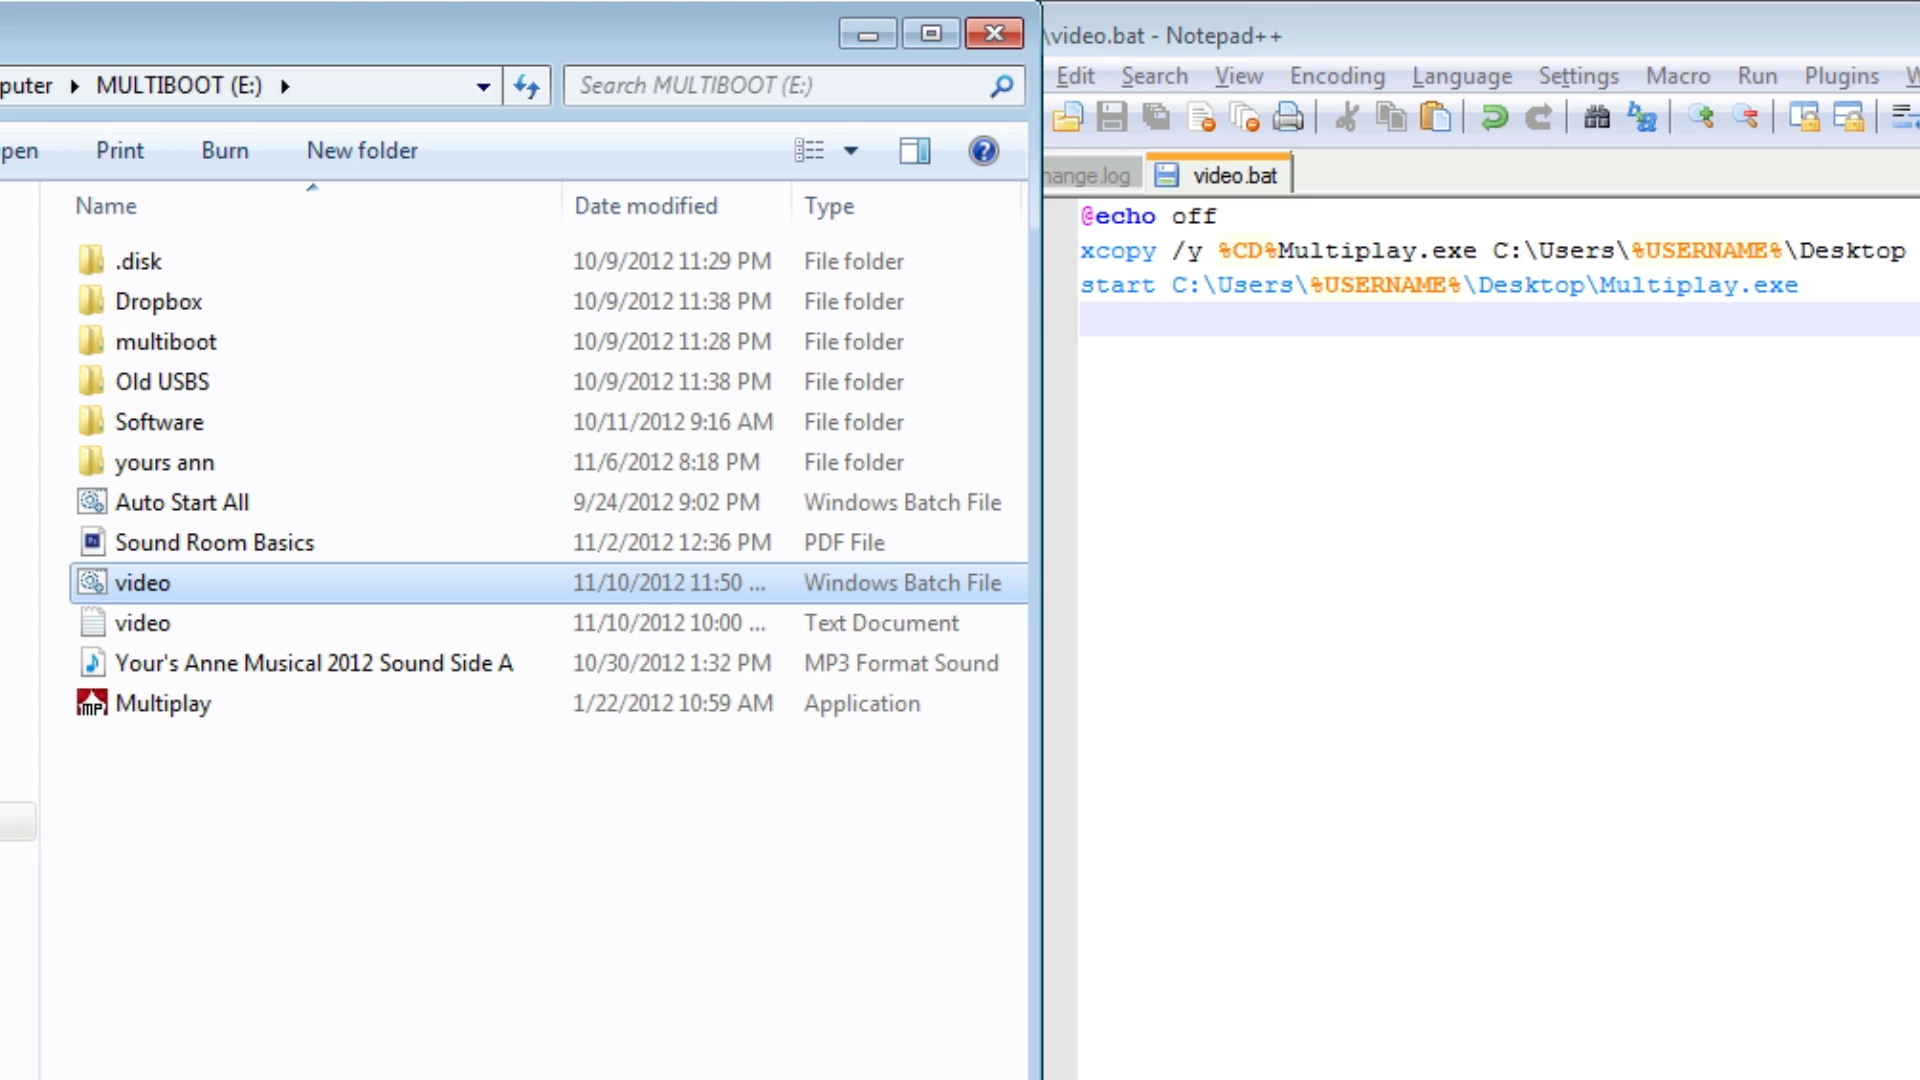 puter ▸ MULTIBOOT (E:) ▸
Search MULTIBOOT (E:)
pen Print Burn New folder
Name Date modified Type
.disk 10/9/2012 11:29 PM File folder
Dropbox 10/9/2012 11:38 PM File folder
multiboot 10/9/2012 11:28 PM File folder
Old USBS 10/9/2012 11:38 PM File folder
Software 10/11/2012 9:16 AM File folder
yours ann 11/6/2012 8:18 PM File folder
Auto Start All 9/24/2012 9:02 PM Windows Batch File
Sound Room Basics 11/2/2012 12:36 PM PDF File
video 11/10/2012 11:50 ... Windows Batch File
video 11/10/2012 10:00 ... Text Document
Your's Anne Musical 2012 Sound Side A 10/30/2012 1:32 PM MP3 Format Sound
MP Multiplay 1/22/2012 10:59 AM Application
\video.bat - Notepad++
Edit Search View Encoding Language Settings Macro Run Plugins W
hange.log video.bat
@echo off
xcopy /y %CD%Multiplay.exe C:\Users\%USERNAME%\Desktop
start C:\Users\%USERNAME%\Desktop\Multiplay.exe